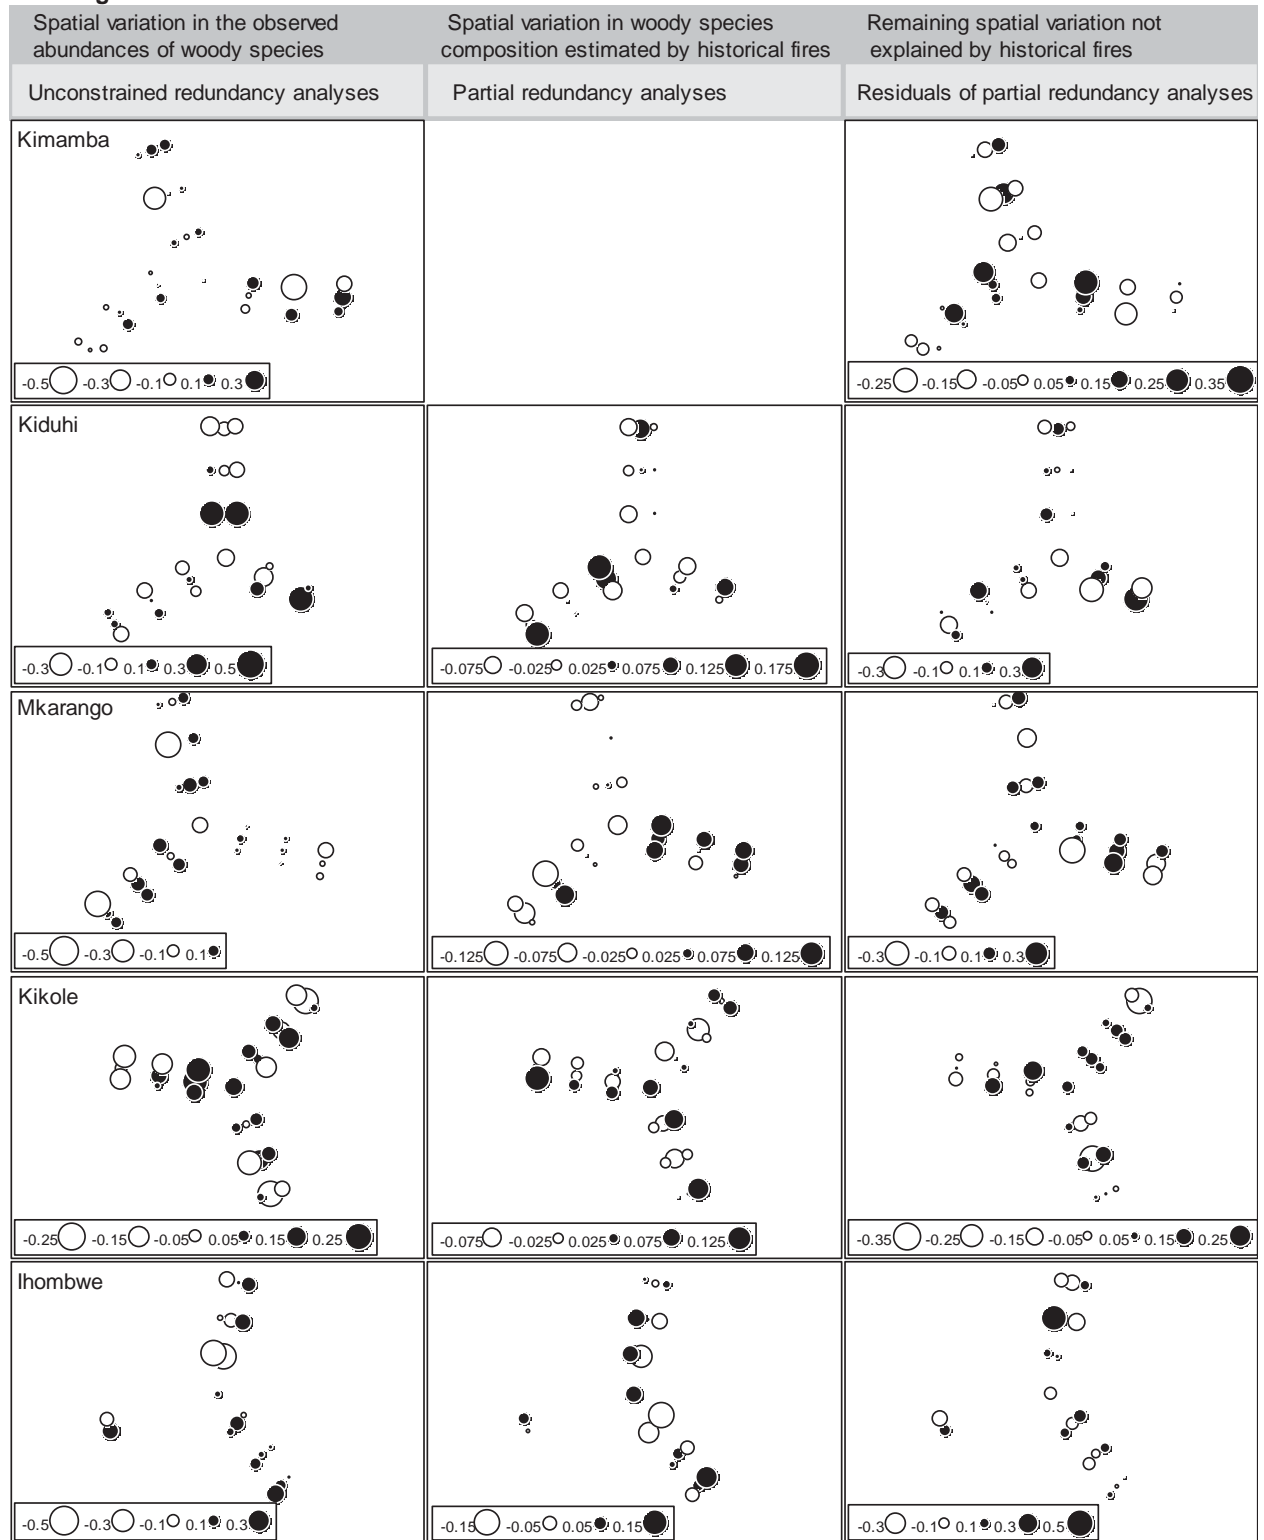 Spatial variation in the observed
abundances of woody species
Spatial variation in woody species
composition estimated by historical fires
Remaining spatial variation not
explained by historical fires
Unconstrained redundancy analyses
Partial redundancy analyses
Residuals of partial redundancy analyses
Kimamba
-0.5 -0.3 -0.1 0.1 0.3
-0.25 -0.15 -0.05 0.05 0.15 0.25 0.35
Kiduhi
-0.3 -0.1 0.1 0.3 0.5
-0.075 -0.025 0.025 0.075 0.125 0.175
-0.3 -0.1 0.1 0.3
Mkarango
-0.5 -0.3 -0.1 0.1
-0.125 -0.075 -0.025 0.025 0.075 0.125
-0.3 -0.1 0.1 0.3
Kikole
-0.25 -0.15 -0.05 0.05 0.15 0.25
-0.075 -0.025 0.025 0.075 0.125
-0.35 -0.25 -0.15 -0.05 0.05 0.15 0.25
Ihombwe
-0.5 -0.3 -0.1 0.1 0.3
-0.15 -0.05 0.05 0.15
-0.3 -0.1 0.1 0.3 0.5